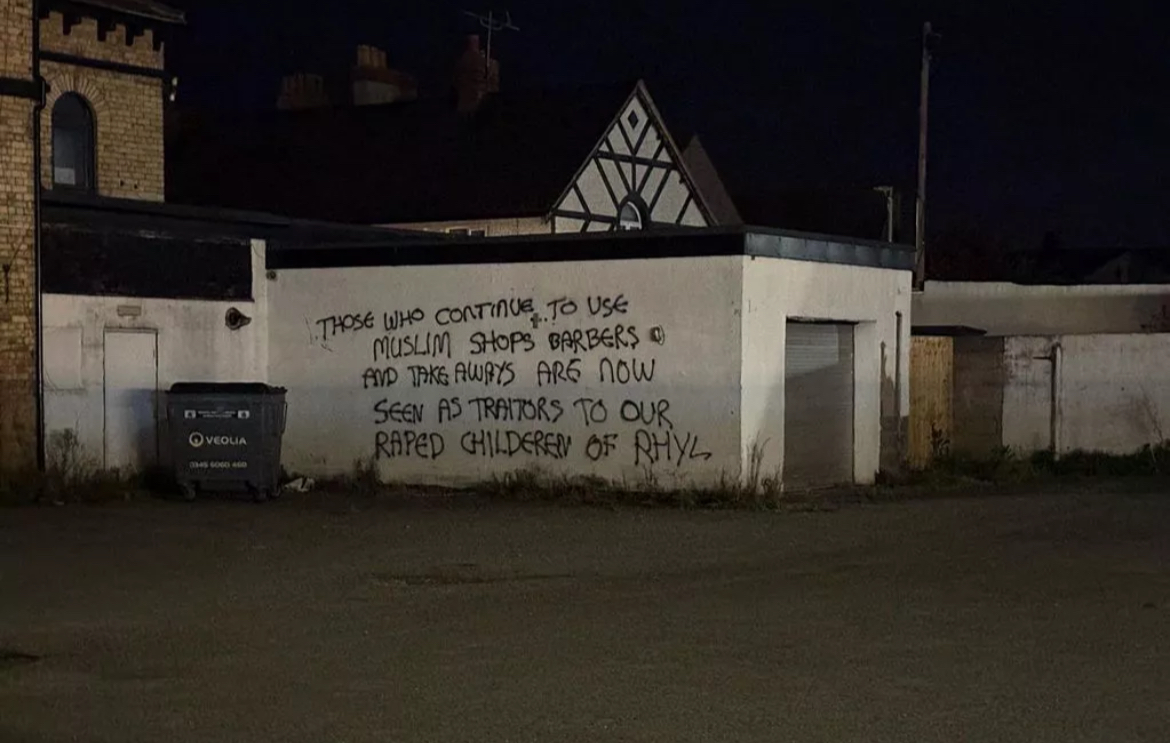 THOSE WHO CONTINUE TO USE
MUSLIM SHOPS BARBERS
AND TAKE AWAYS ARE NOW
SEEN AS TRAITORS TO OUR
RAPED CHILDEREN OF RHYL
VEOLIA